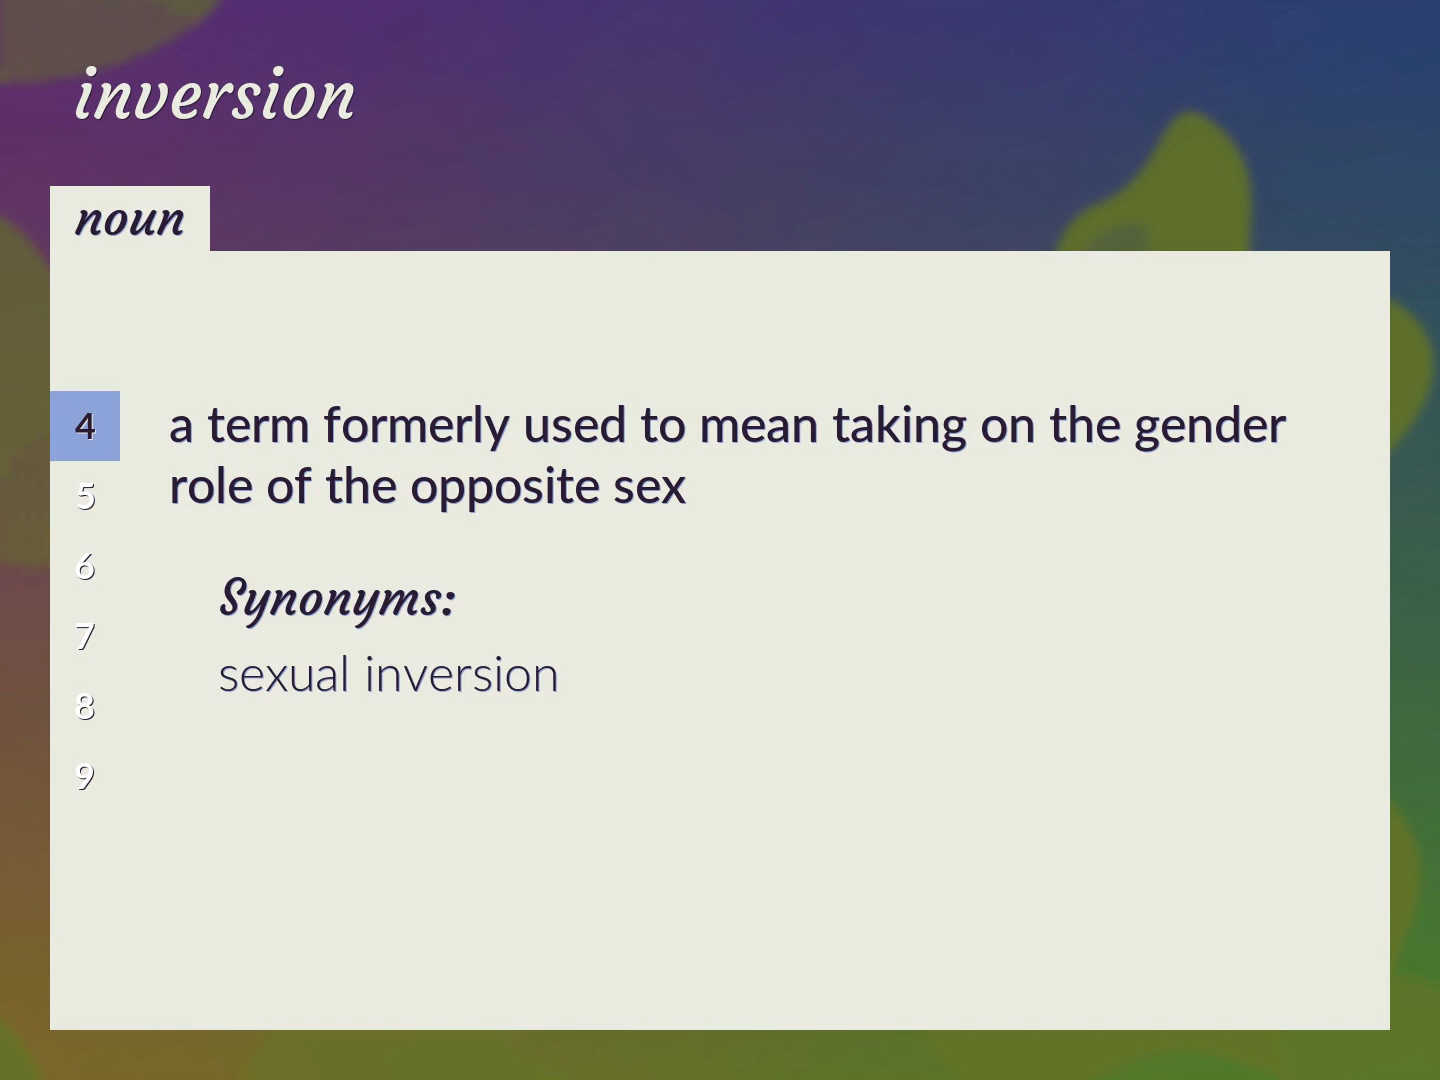 inversion
noun
4 a term formerly used to mean taking on the gender
5 role of the opposite sex
6 Synonyms:
7 sexual inversion
8
9